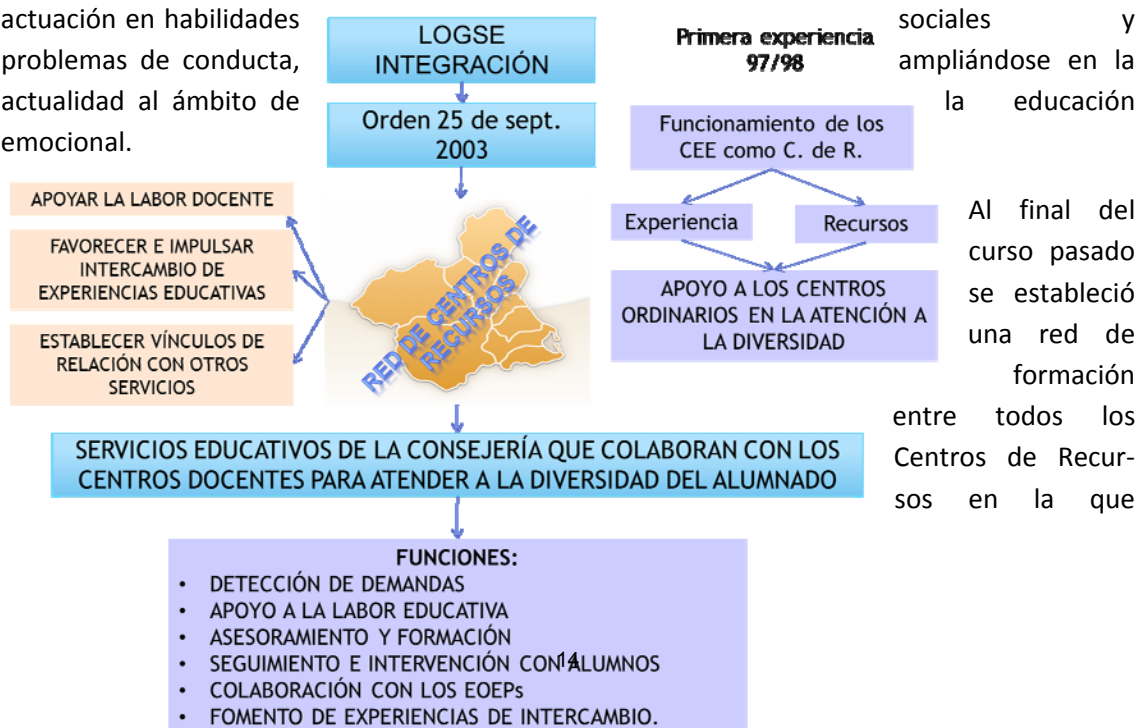 actuación en habilidades sociales y
problemas de conducta, ampliándose en la
actualidad al ámbito de la educación
emocional.
LOGSE
INTEGRACIÓN
Orden 25 de sept.
2003
Primera experiencia
97/98
Funcionamiento de los
CEE como C. de R.
Experiencia
Recursos
APOYO A LOS CENTROS
ORDINARIOS EN LA ATENCIÓN A
LA DIVERSIDAD
APOYAR LA LABOR DOCENTE
FAVORECER E IMPULSAR
INTERCAMBIO DE
EXPERIENCIAS EDUCATIVAS
ESTABLECER VÍNCULOS DE
RELACIÓN CON OTROS
SERVICIOS
RED DE CENTROS DE
RECURSOS
Al final del
curso pasado
se estableció
una red de
formación
entre todos los
Centros de Recur-
sos en la que
SERVICIOS EDUCATIVOS DE LA CONSEJERÍA QUE COLABORAN CON LOS
CENTROS DOCENTES PARA ATENDER A LA DIVERSIDAD DEL ALUMNADO
FUNCIONES:
• DETECCIÓN DE DEMANDAS
• APOYO A LA LABOR EDUCATIVA
• ASESORAMIENTO Y FORMACIÓN
• SEGUIMIENTO E INTERVENCIÓN CON ALUMNOS
• COLABORACIÓN CON LOS EOEPs
• FOMENTO DE EXPERIENCIAS DE INTERCAMBIO.
14